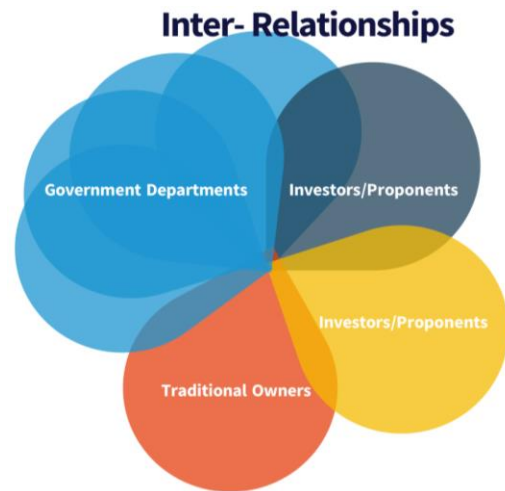 Inter- Relationships
Government Departments
Investors/Proponents
Investors/Proponents
Traditional Owners